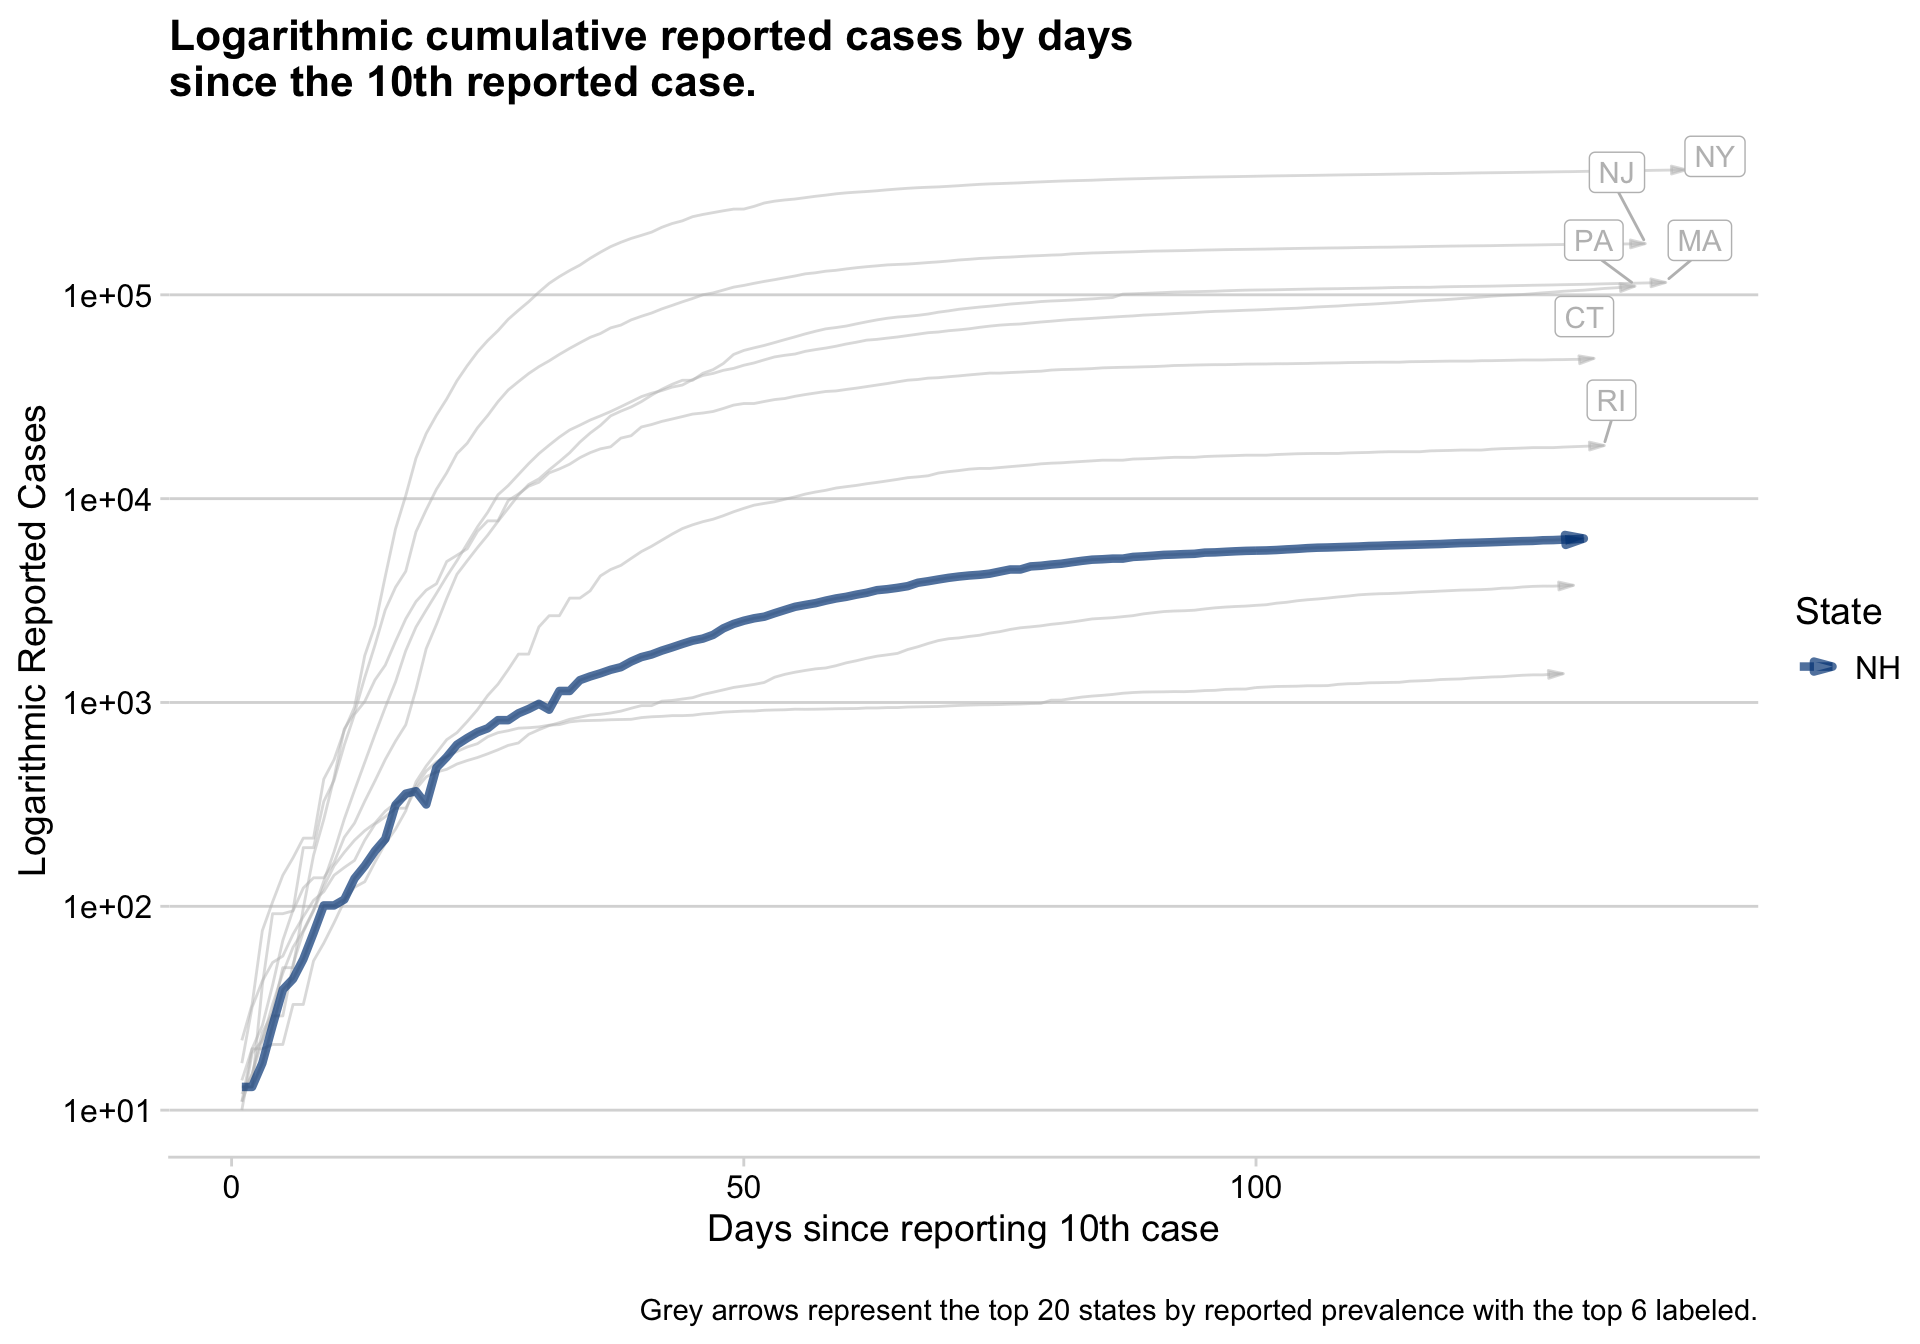 Logarithmic cumulative reported cases by days
since the 10th reported case.
NY
NJ
PA
MA
CT
RI
1e+05
1e+04
1e+03
1e+02
1e+01
Logarithmic Reported Cases
State
NH
0
50
100
Days since reporting 10th case
Grey arrows represent the top 20 states by reported prevalence with the top 6 labeled.